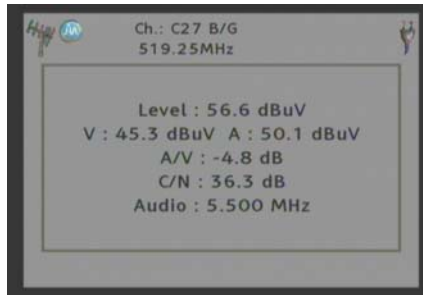 Ch.: C27 B/G
519.25MHz
Level : 56.6 dBuV
V : 45.3 dBuV A : 50.1 dBuV
A/V : -4.8 dB
C/N : 36.3 dB
Audio : 5.500 MHz